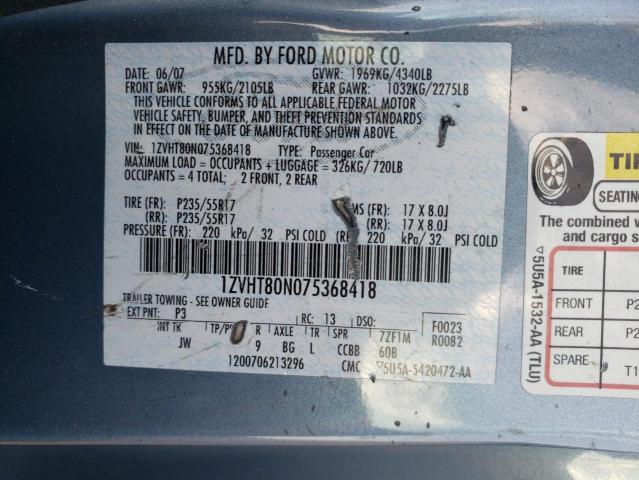 MFD. BY FORD MOTOR CO.
DATE: 06/07 GVWR: 1969KG/4340LB
FRONT GAWR: 955KG/2105LB REAR GAWR: 1032KG/2275LB
THIS VEHICLE CONFORMS TO ALL APPLICABLE FEDERAL MOTOR
VEHICLE SAFETY, BUMPER, AND THEFT PREVENTION STANDARDS
IN EFFECT ON THE DATE OF MANUFACTURE SHOWN ABOVE.
VIN: 1ZVHT80N075368418 TYPE: Passenger Car
MAXIMUM LOAD = OCCUPANTS + LUGGAGE = 326KG/720LB
OCCUPANTS = 4 TOTAL; 2 FRONT, 2 REAR
TIRE (FR): P235/55R17 MS (FR): 17 X 8.0J
(RR): P235/55R17 (RR): 17 X 8.0J
PRESSURE (FR): 220 kPa/ 32 PSI COLD (RR): 220 kPa/ 32 PSI COLD
1ZVHT80N075368418
TRAILER TOWING - SEE OWNER GUIDE
EXT PNT: P3 RC: 13 DSO: F0023
INT TK TP/P R AXLE TR SPR 7ZF1M R0082
JW 9 BG L CCBB 60B
1200706213296 CMC ▽5U5A-5420472-AA
▽5U5A-1532-AA (TLU)
TI
SEATING
The combined
and cargo
TIRE
FRONT P2
REAR P2
SPARE T1